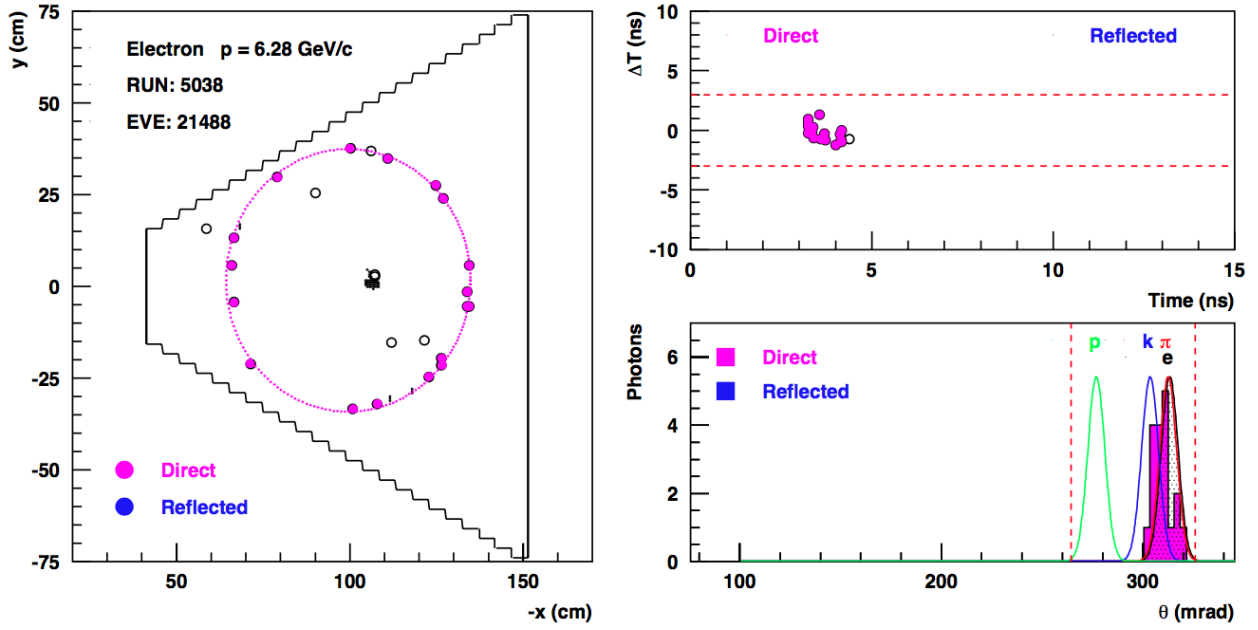 75
50
25
0
-25
-50
-75
y (cm)
Electron p = 6.28 GeV/c
RUN: 5038
EVE: 21488
Direct
Reflected
50 100 150
-x (cm)
10
5
0
-5
-10
ΔT (ns)
Direct Reflected
0 5 10 15
Time (ns)
6
4
2
0
Photons
Direct
Reflected
p k π
e
100 200 300
θ (mrad)